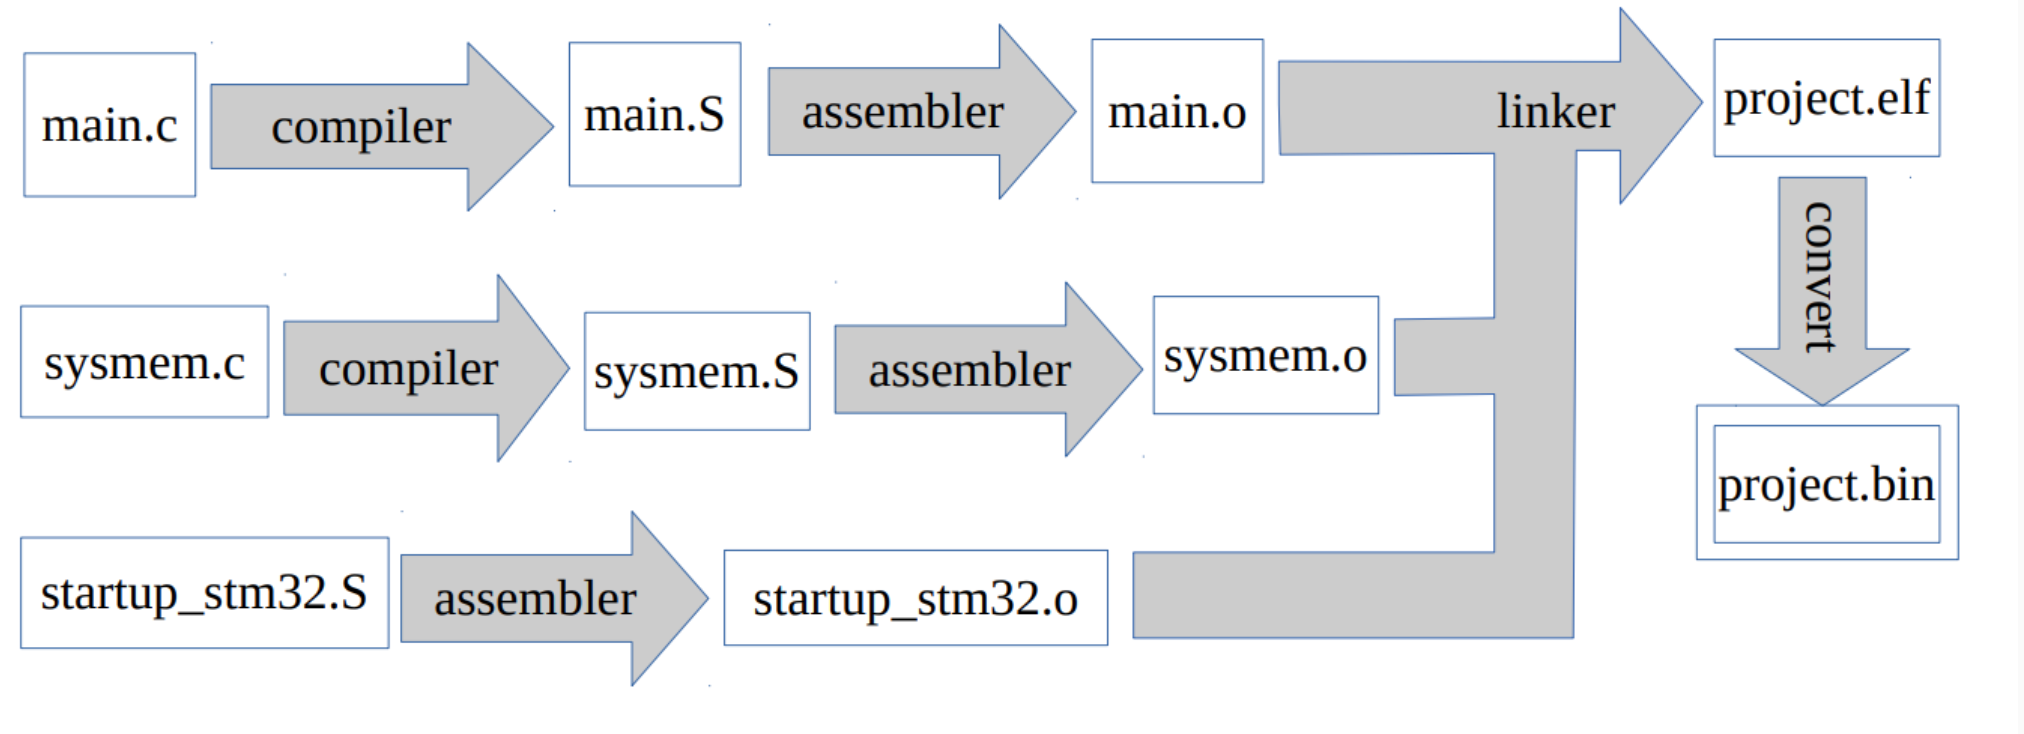 main.c
compiler
main.S
assembler
main.o
linker
project.elf
convert
sysmem.c
compiler
sysmem.S
assembler
sysmem.o
project.bin
startup_stm32.S
assembler
startup_stm32.o